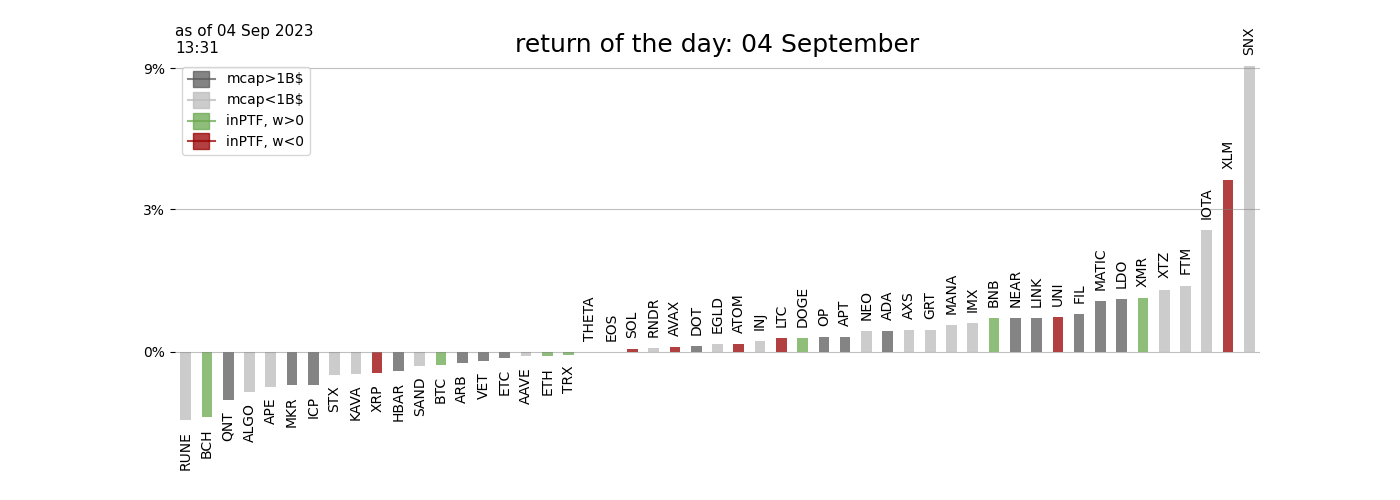 as of 04 Sep 2023
13:31
return of the day: 04 September
9%
3%
0%
mcap>1B$
mcap<1B$
inPTF, w>0
inPTF, w<0
RUNE
BCH
QNT
ALGO
APE
MKR
ICP
STX
KAVA
XRP
HBAR
SAND
BTC
ARB
VET
ETC
AAVE
ETH
TRX
THETA
EOS
SOL
RNDR
AVAX
DOT
EGLD
ATOM
INJ
LTC
DOGE
OP
APT
NEO
ADA
AXS
GRT
MANA
IMX
BNB
NEAR
LINK
UNI
FIL
MATIC
LDO
XMR
XTZ
FTM
IOTA
XLM
SNX